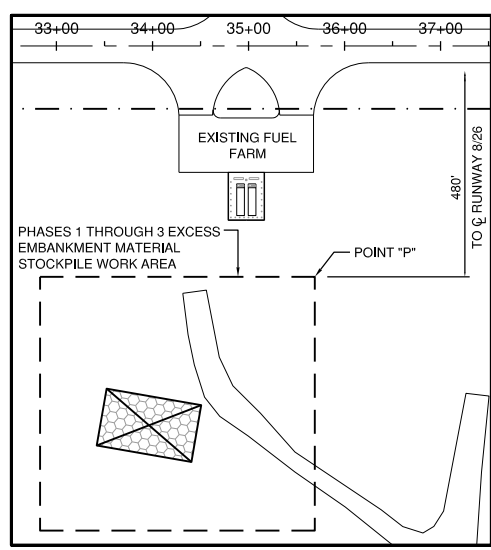 33+00 34+00 35+00 36+00 37+00
EXISTING FUEL
FARM
480'
TO ℄ RUNWAY 8/26
PHASES 1 THROUGH 3 EXCESS
EMBANKMENT MATERIAL
STOCKPILE WORK AREA
POINT "P"